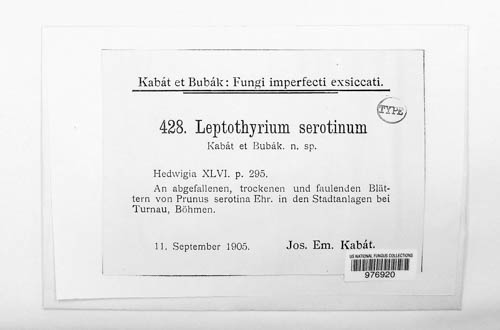 Kabát et Bubák: Fungi imperfecti exsiccati.
TYPE
428. Leptothyrium serotinum
Kabát et Bubák. n. sp.
Hedwigia XLVI. p. 295.
An abgefallenen, trockenen und faulenden Blät-
tern von Prunus serotina Ehr. in den Stadtanlagen bei
Turnau, Böhmen.
11. September 1905.
Jos. Em. Kabát.
US NATIONAL FUNGUS COLLECTIONS
976920